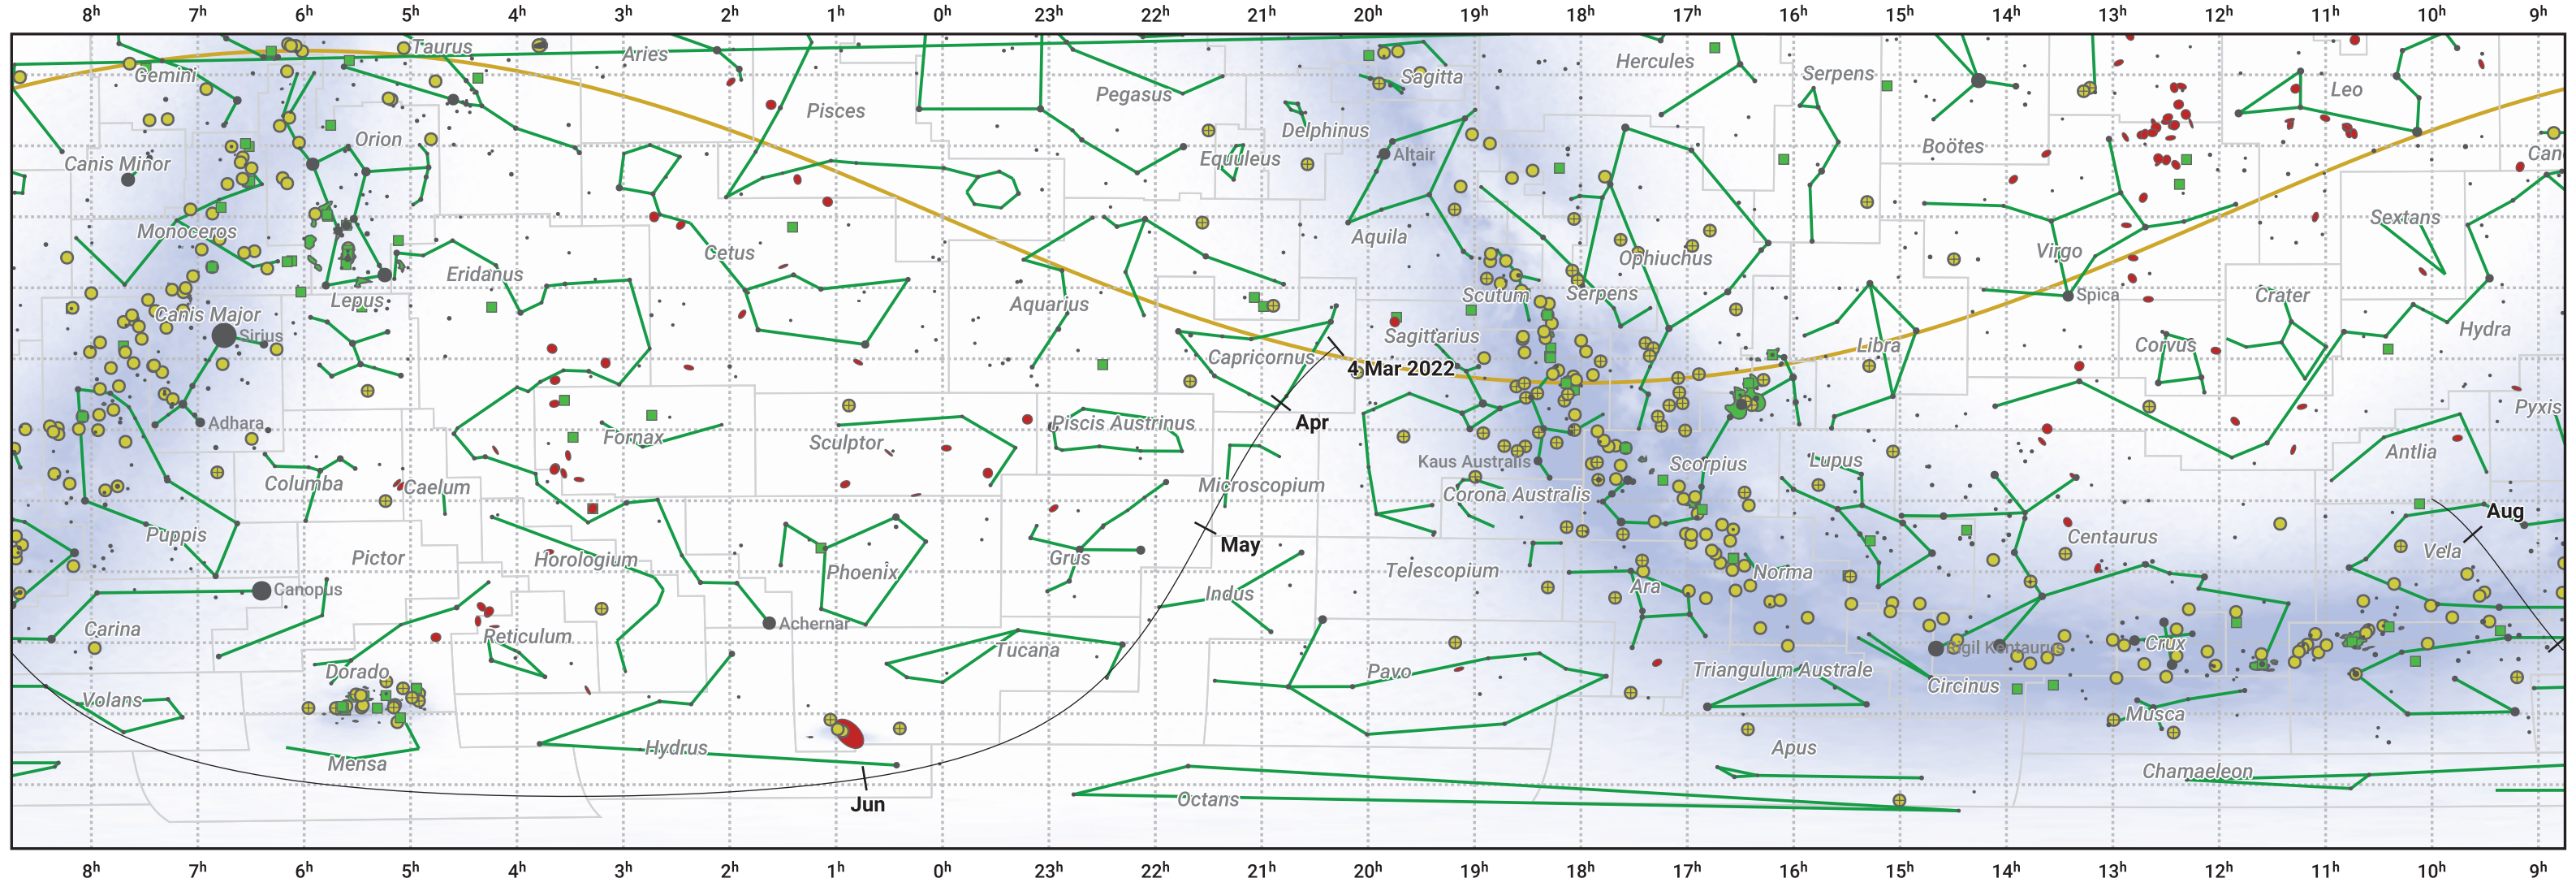 8h 7h 6h 5h 4h 3h 2h 1h 0h 23h 22h 21h 20h 19h 18h 17h 16h 15h 14h 13h 12h 11h 10h 9h
Taurus
Aries
Gemini
Sagitta
Hercules
Serpens
Leo
Pegasus
Pisces
Orion
Delphinus
Boötes
Canis Minor
Equuleus
Altair
Can
Monoceros
Cetus
Aquila
Ophiuchus
Virgo
Sextans
Eridanus
Lepus
Aquarius
Scutum
Serpens
Spica
Crater
Canis Major
Sirius
Sagittarius
Capricornus
Libra
Corvus
Hydra
4 Mar 2022
Adhara
Fornax
Sculptor
Piscis Austrinus
Apr
Pyxis
Kaus Australis
Scorpius
Lupus
Antlia
Columba
Caelum
Microscopium
Corona Australis
Aug
Puppis
Pictor
Horologium
Phoenix
Grus
May
Telescopium
Centaurus
Vela
Norma
Ara
Canopus
Indus
Carina
Reticulum
Achernar
Tucana
Rigil Kentaurus
Crux
Dorado
Pavo
Triangulum Australe
Circinus
Volans
Musca
Mensa
Hydrus
Apus
Chamaeleon
Jun
Octans
8h 7h 6h 5h 4h 3h 2h 1h 0h 23h 22h 21h 20h 19h 18h 17h 16h 15h 14h 13h 12h 11h 10h 9h